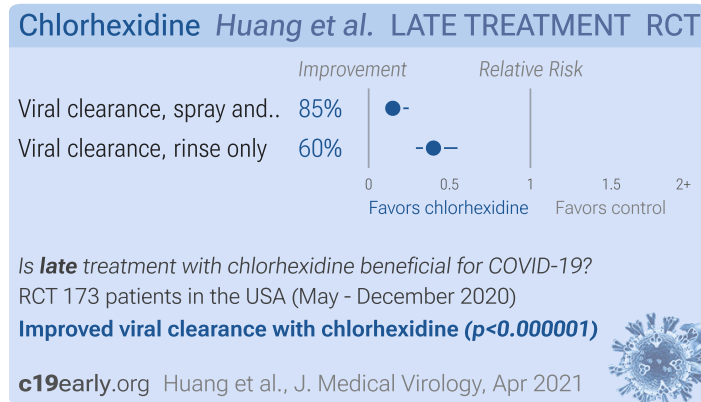 Chlorhexidine Huang et al. LATE TREATMENT RCT
Improvement Relative Risk
Viral clearance, spray and.. 85%
Viral clearance, rinse only 60%
0 0.5 1 1.5 2+
Favors chlorhexidine Favors control
Is late treatment with chlorhexidine beneficial for COVID-19?
RCT 173 patients in the USA (May - December 2020)
Improved viral clearance with chlorhexidine (p<0.000001)
c19early.org Huang et al., J. Medical Virology, Apr 2021